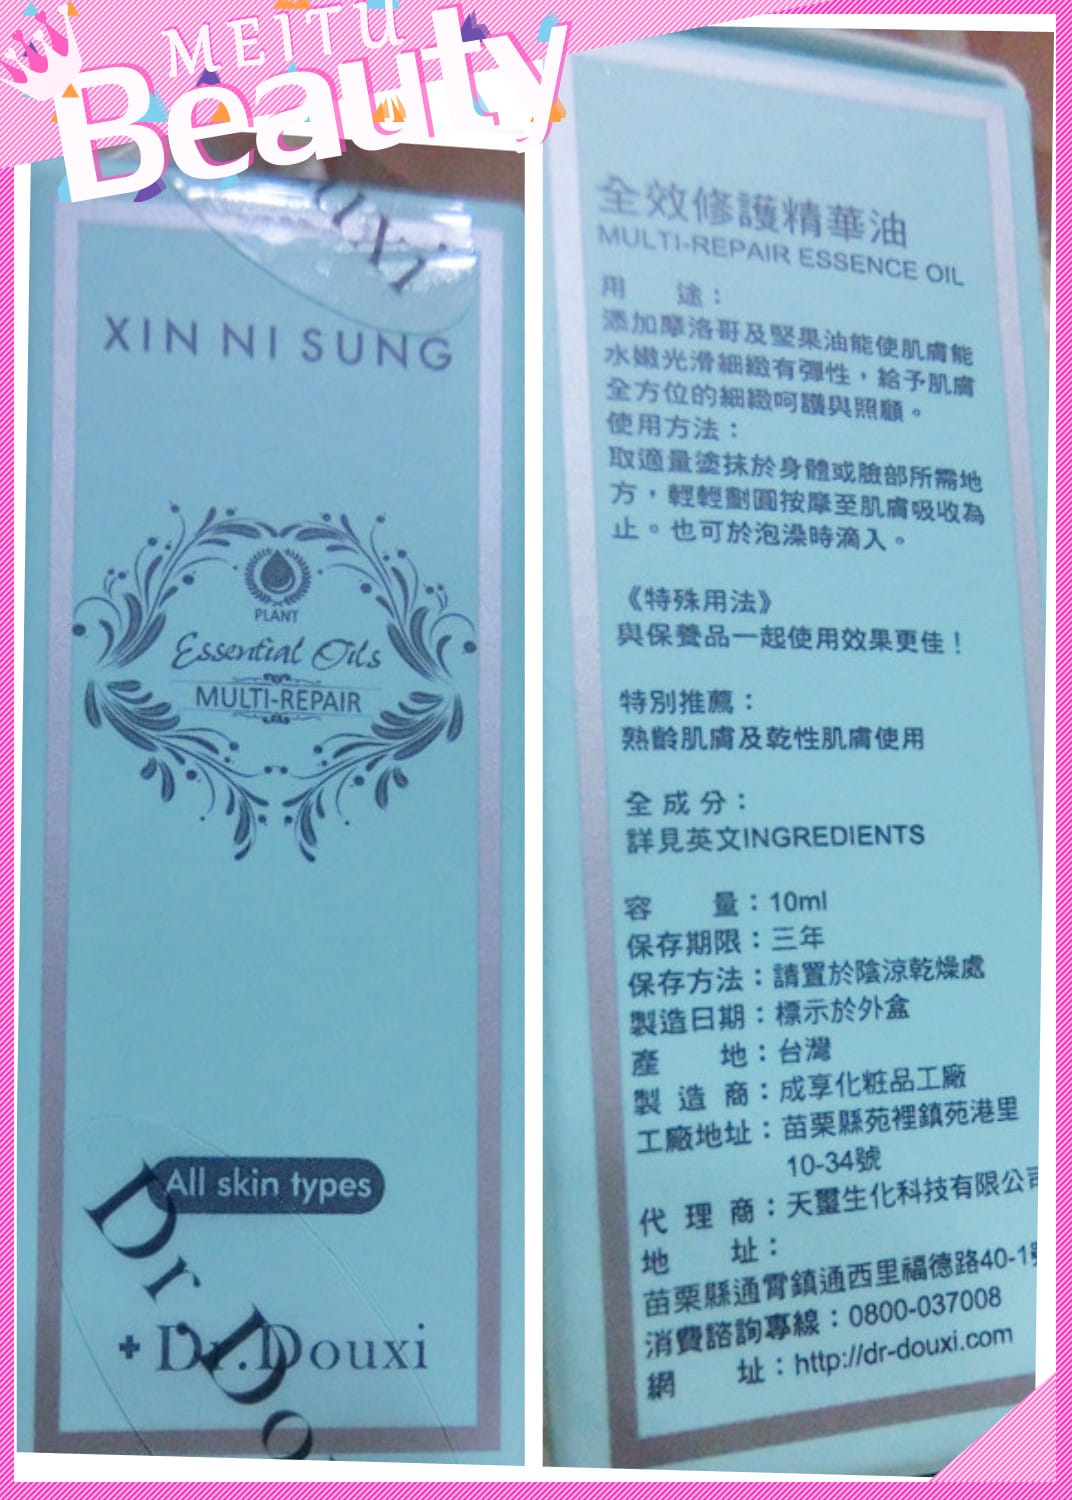 MEITU
Beauty
uxi
XIN NI SUNG
PLANT
Essential Oils
MULTI-REPAIR
All skin types
Dr.Do
Dr.Douxi
全效修護精華油
MULTI-REPAIR ESSENCE OIL
用 途：
添加摩洛哥及堅果油能使肌膚能
水嫩光滑細緻有彈性，給予肌膚
全方位的細緻呵護與照顧。
使用方法：
取適量塗抹於身體或臉部所需地
方，輕輕劃圓按摩至肌膚吸收為
止。也可於泡澡時滴入。
《特殊用法》
與保養品一起使用效果更佳！
特別推薦：
熟齡肌膚及乾性肌膚使用
全成分：
詳見英文INGREDIENTS
容 量：10ml
保存期限：三年
保存方法：請置於陰涼乾燥處
製造日期：標示於外盒
產 地：台灣
製造商：成享化粧品工廠
工廠地址：苗栗縣苑裡鎮苑港里
10-34號
代理商：天璽生化科技有限公司
地 址：
苗栗縣通霄鎮通西里福德路40-1號
消費諮詢專線：0800-037008
網 址：http://dr-douxi.com